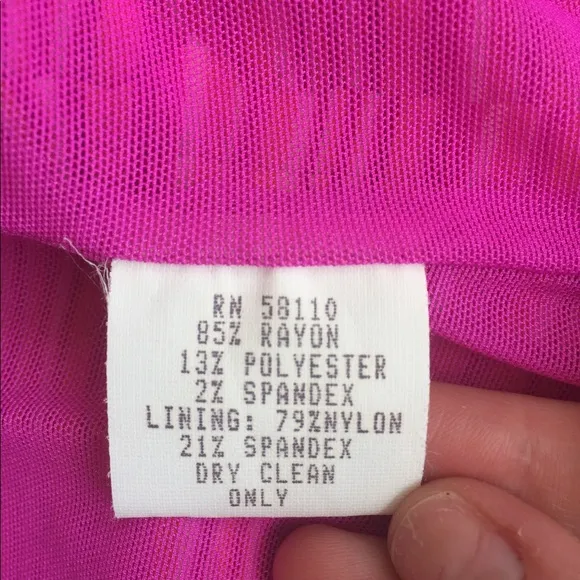 RN 58110
85% RAYON
13% POLYESTER
2% SPANDEX
LINING: 79%NYLON
21% SPANDEX
DRY CLEAN
ONLY